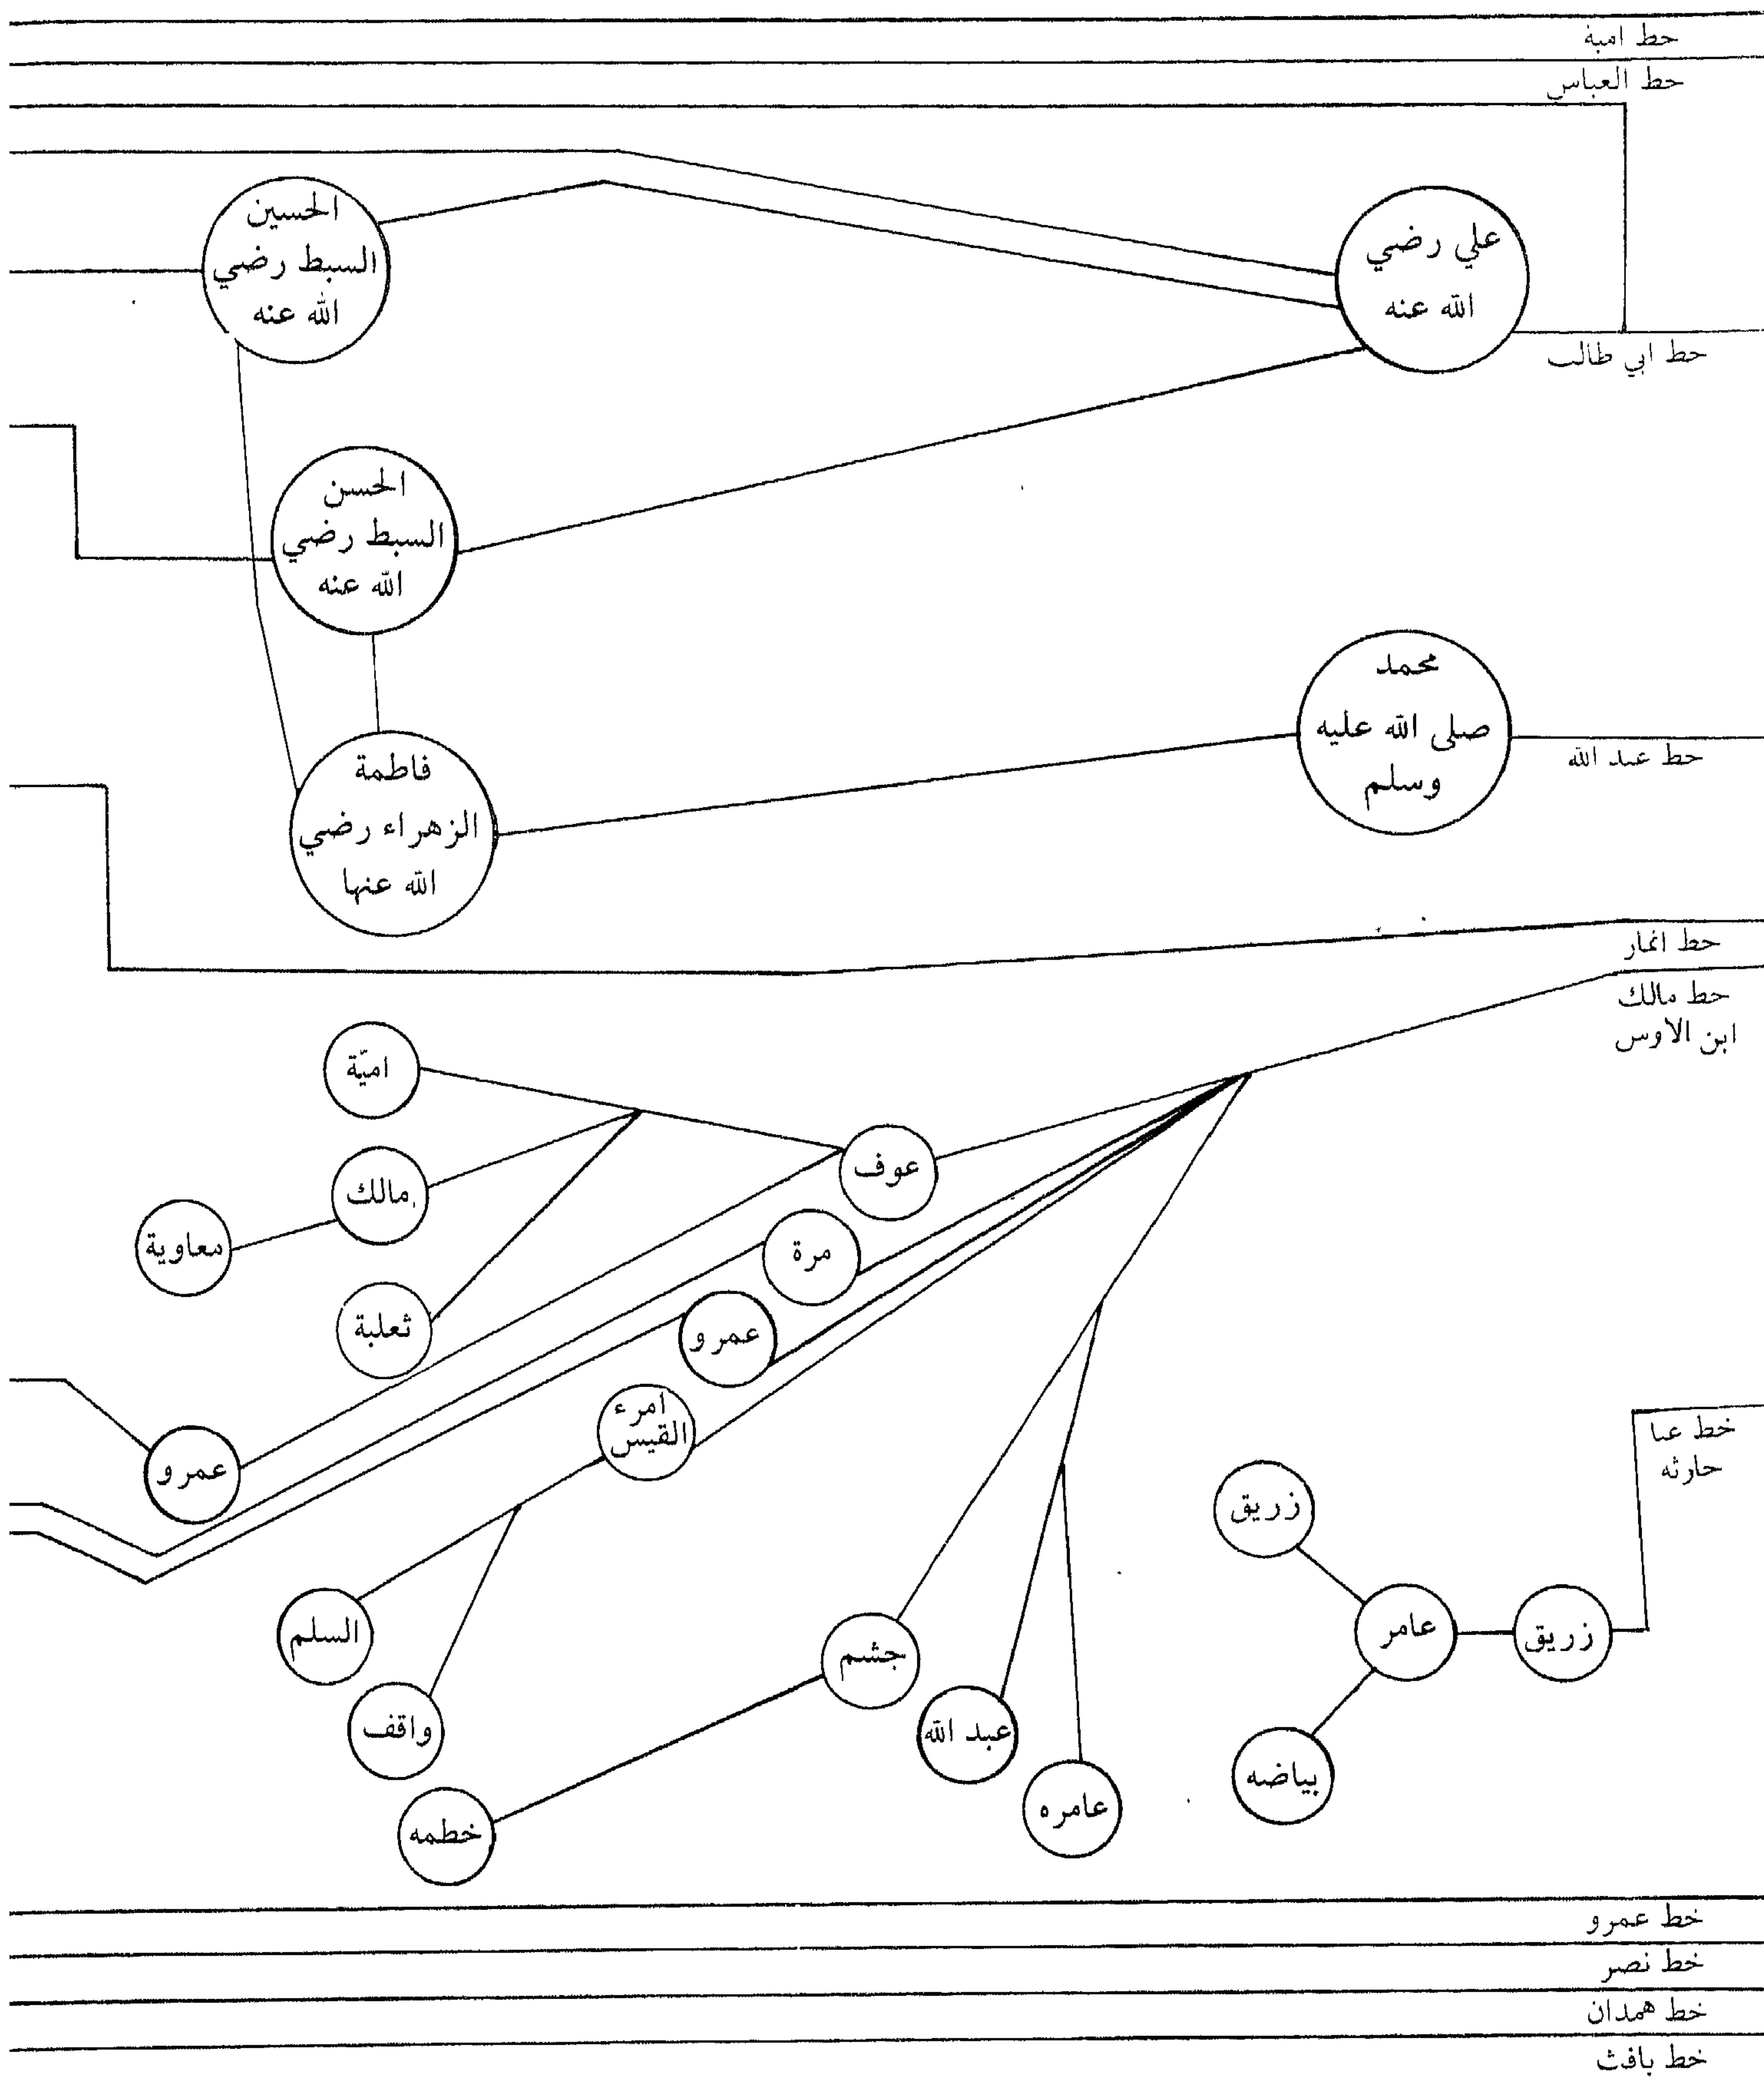 حط امية
حط العباس
علي رضي
الله عنه
الحسين
السبط رضي
الله عنه
حط ابي طالب
الحسن
السبط رضي
الله عنه
محمد
صلى الله عليه
وسلم
حط عبد الله
فاطمة
الزهراء رضي
الله عنها
حط انمار
حط مالك
ابن الاوس
اميّة
عوف
مالك
معاوية
مرة
ثعلبة
عمرو
امرء
القيس
عمرو
خط عبا
حارثه
زريق
زريق
عامر
السلم
جشم
واقف
عبد الله
بياضه
عامره
خطمه
خط عمرو
خط نصر
خط همدان
خط بافث